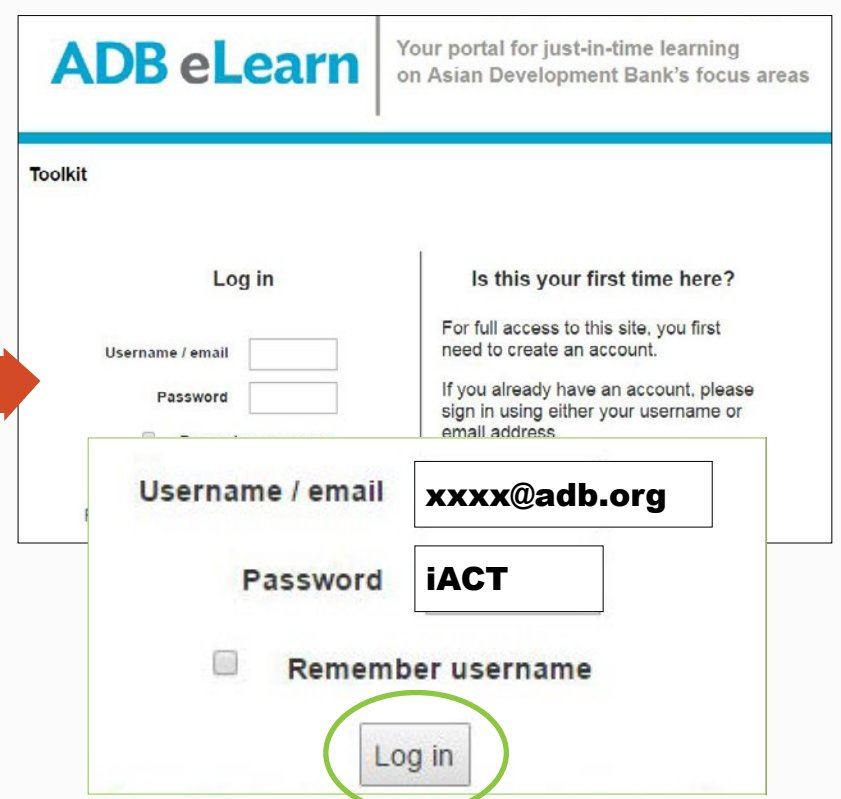 ADB eLearn
Your portal for just-in-time learning
on Asian Development Bank's focus areas
Toolkit
Log in
Username / email
Password
Is this your first time here?
For full access to this site, you first
need to create an account.
If you already have an account, please
sign in using either your username or
email address
Username / email
xxxx@adb.org
Password
iACT
Remember username
Log in